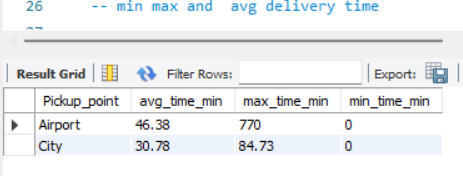 26 -- min max and avg delivery time
Result Grid Filter Rows: Export:
Pickup_point avg_time_min max_time_min min_time_min
Airport 46.38 770 0
City 30.78 84.73 0